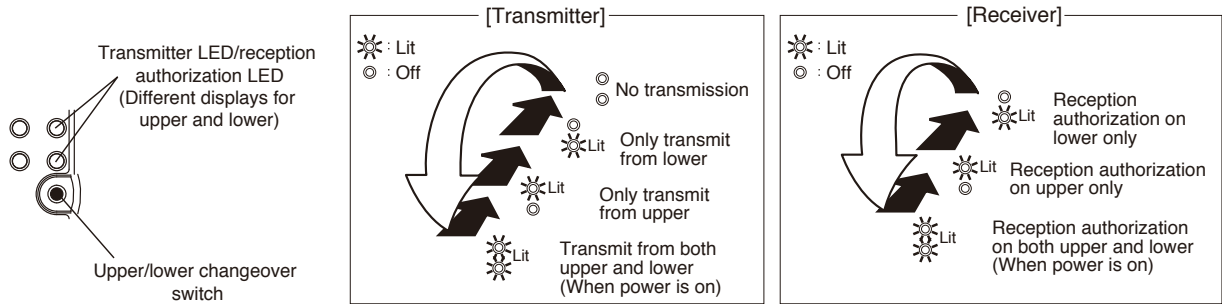 Transmitter LED/reception
authorization LED
(Different displays for
upper and lower)
Upper/lower changeover
switch
[Transmitter]
: Lit
: Off
No transmission
Lit
Only transmit
from lower
Lit
Only transmit
from upper
Lit
Transmit from both
upper and lower
(When power is on)
[Receiver]
: Lit
: Off
Lit
Reception
authorization on
lower only
Lit
Reception authorization
on upper only
Lit
Reception authorization
on both upper and lower
(When power is on)